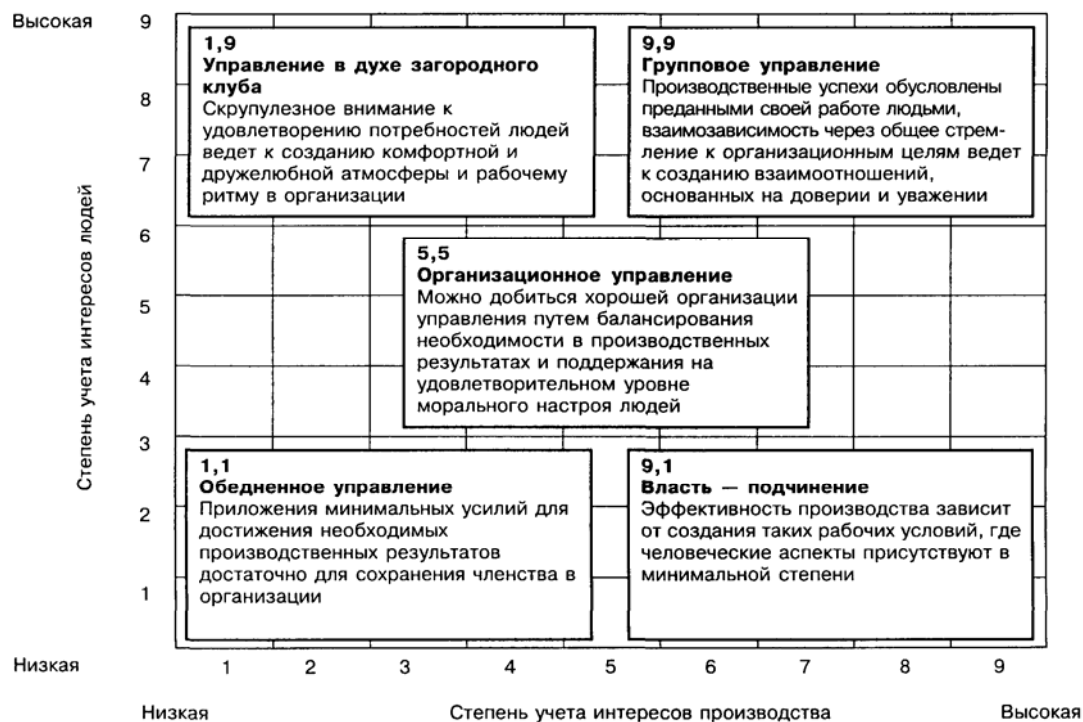 Высокая
9
8
7
6
5
4
3
2
1
Низкая
Степень учета интересов людей
1,9
Управление в духе загородного
клуба
Скрупулезное внимание к
удовлетворению потребностей людей
ведет к созданию комфортной и
дружелюбной атмосферы и рабочему
ритму в организации
9,9
Групповое управление
Производственные успехи обусловлены
преданными своей работе людьми,
взаимозависимость через общее стрем-
ление к организационным целям ведет
к созданию взаимоотношений,
основанных на доверии и уважении
5,5
Организационное управление
Можно добиться хорошей организации
управления путем балансирования
необходимости в производственных
результатах и поддержания на
удовлетворительном уровне
морального настроя людей
1,1
Обедненное управление
Приложения минимальных усилий для
достижения необходимых
производственных результатов
достаточно для сохранения членства в
организации
9,1
Власть — подчинение
Эффективность производства зависит
от создания таких рабочих условий, где
человеческие аспекты присутствуют в
минимальной степени
1 2 3 4 5 6 7 8 9
Низкая Степень учета интересов производства Высокая